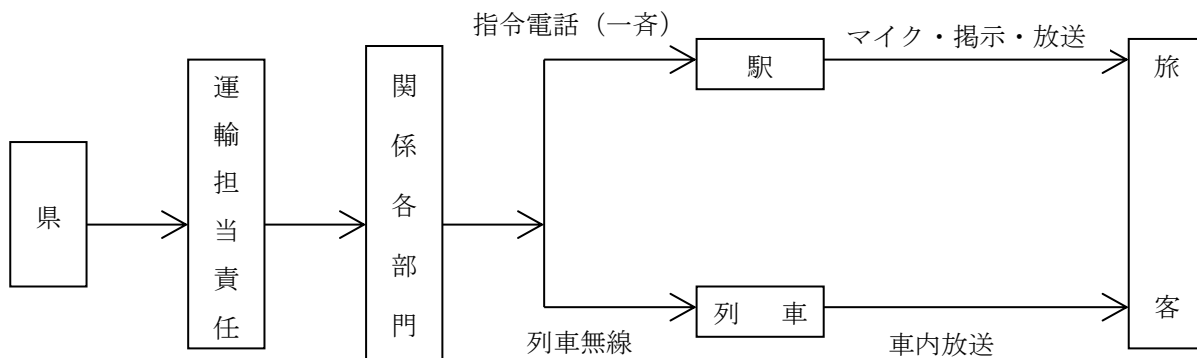 県
運輸担当責任
関係各部門
指令電話（一斉）
駅
マイク・掲示・放送
列車無線
列　車
車内放送
旅客